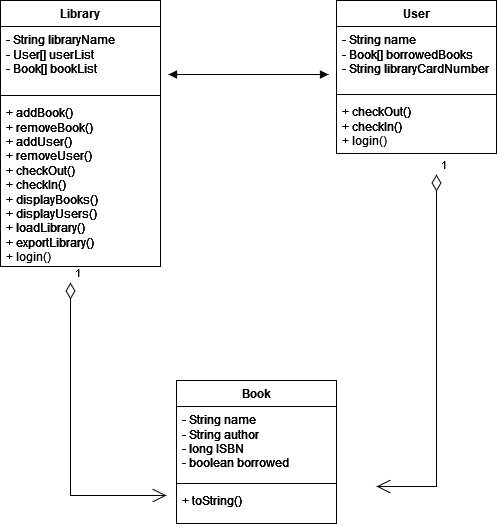 Library
- String libraryName
- User[] userList
- Book[] bookList
+ addBook()
+ removeBook()
+ addUser()
+ removeUser()
+ checkOut()
+ checkIn()
+ displayBooks()
+ displayUsers()
+ loadLibrary()
+ exportLibrary()
+ login()
1
User
- String name
- Book[] borrowedBooks
- String libraryCardNumber
+ checkOut()
+ checkIn()
+ login()
1
Book
- String name
- String author
- long ISBN
- boolean borrowed
+ toString()